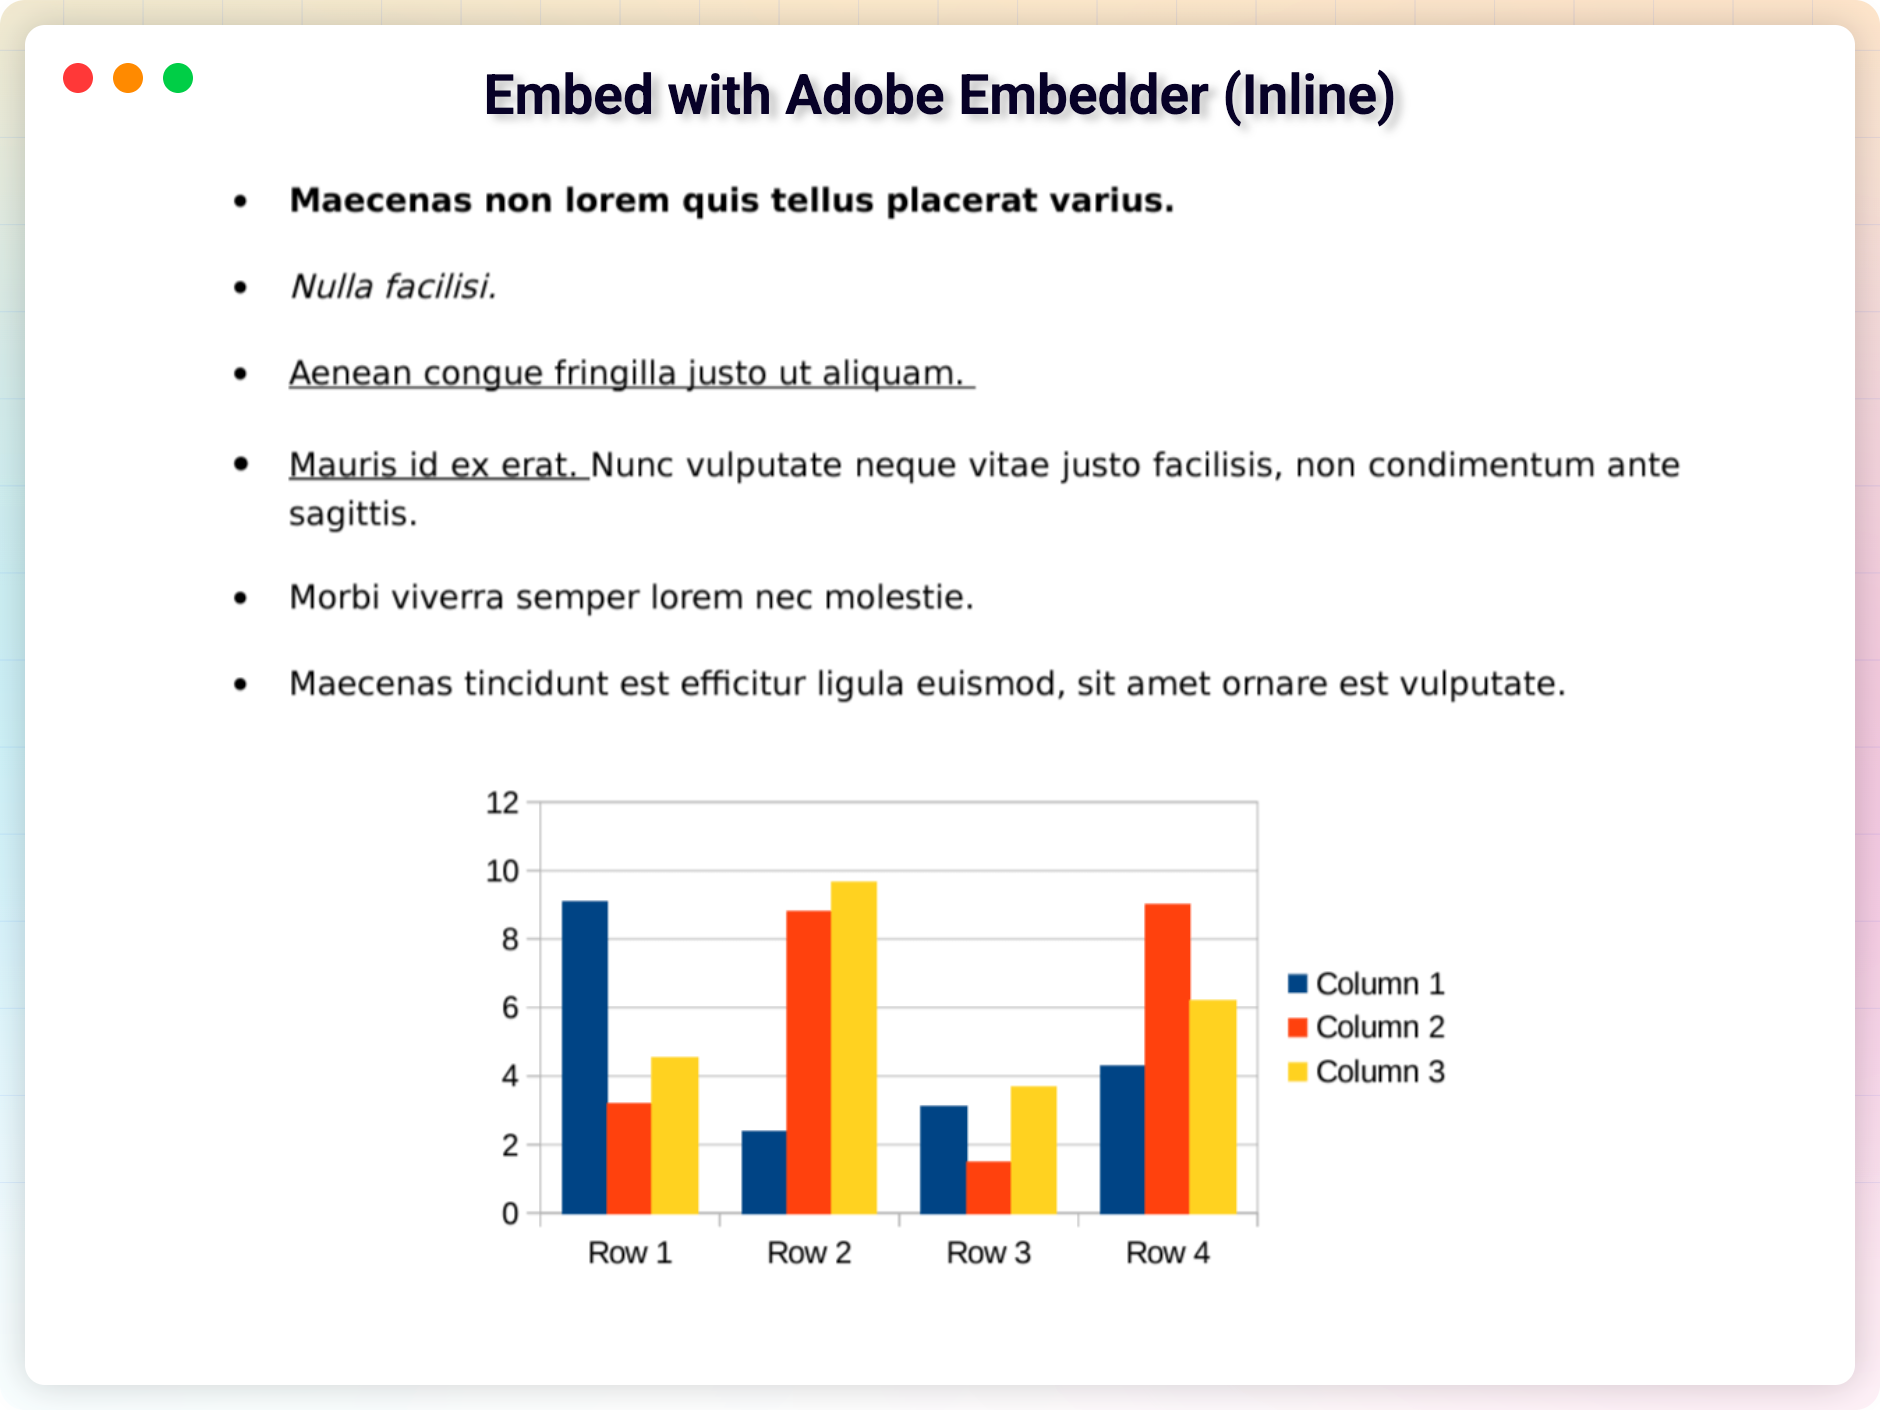 Embed with Adobe Embedder (Inline)
• Maecenas non lorem quis tellus placerat varius.
• Nulla facilisi.
• Aenean congue fringilla justo ut aliquam.
• Mauris id ex erat. Nunc vulputate neque vitae justo facilisis, non condimentum ante
sagittis.
• Morbi viverra semper lorem nec molestie.
• Maecenas tincidunt est efficitur ligula euismod, sit amet ornare est vulputate.
12
10
8
6
4
2
0
Row 1 Row 2 Row 3 Row 4
Column 1
Column 2
Column 3